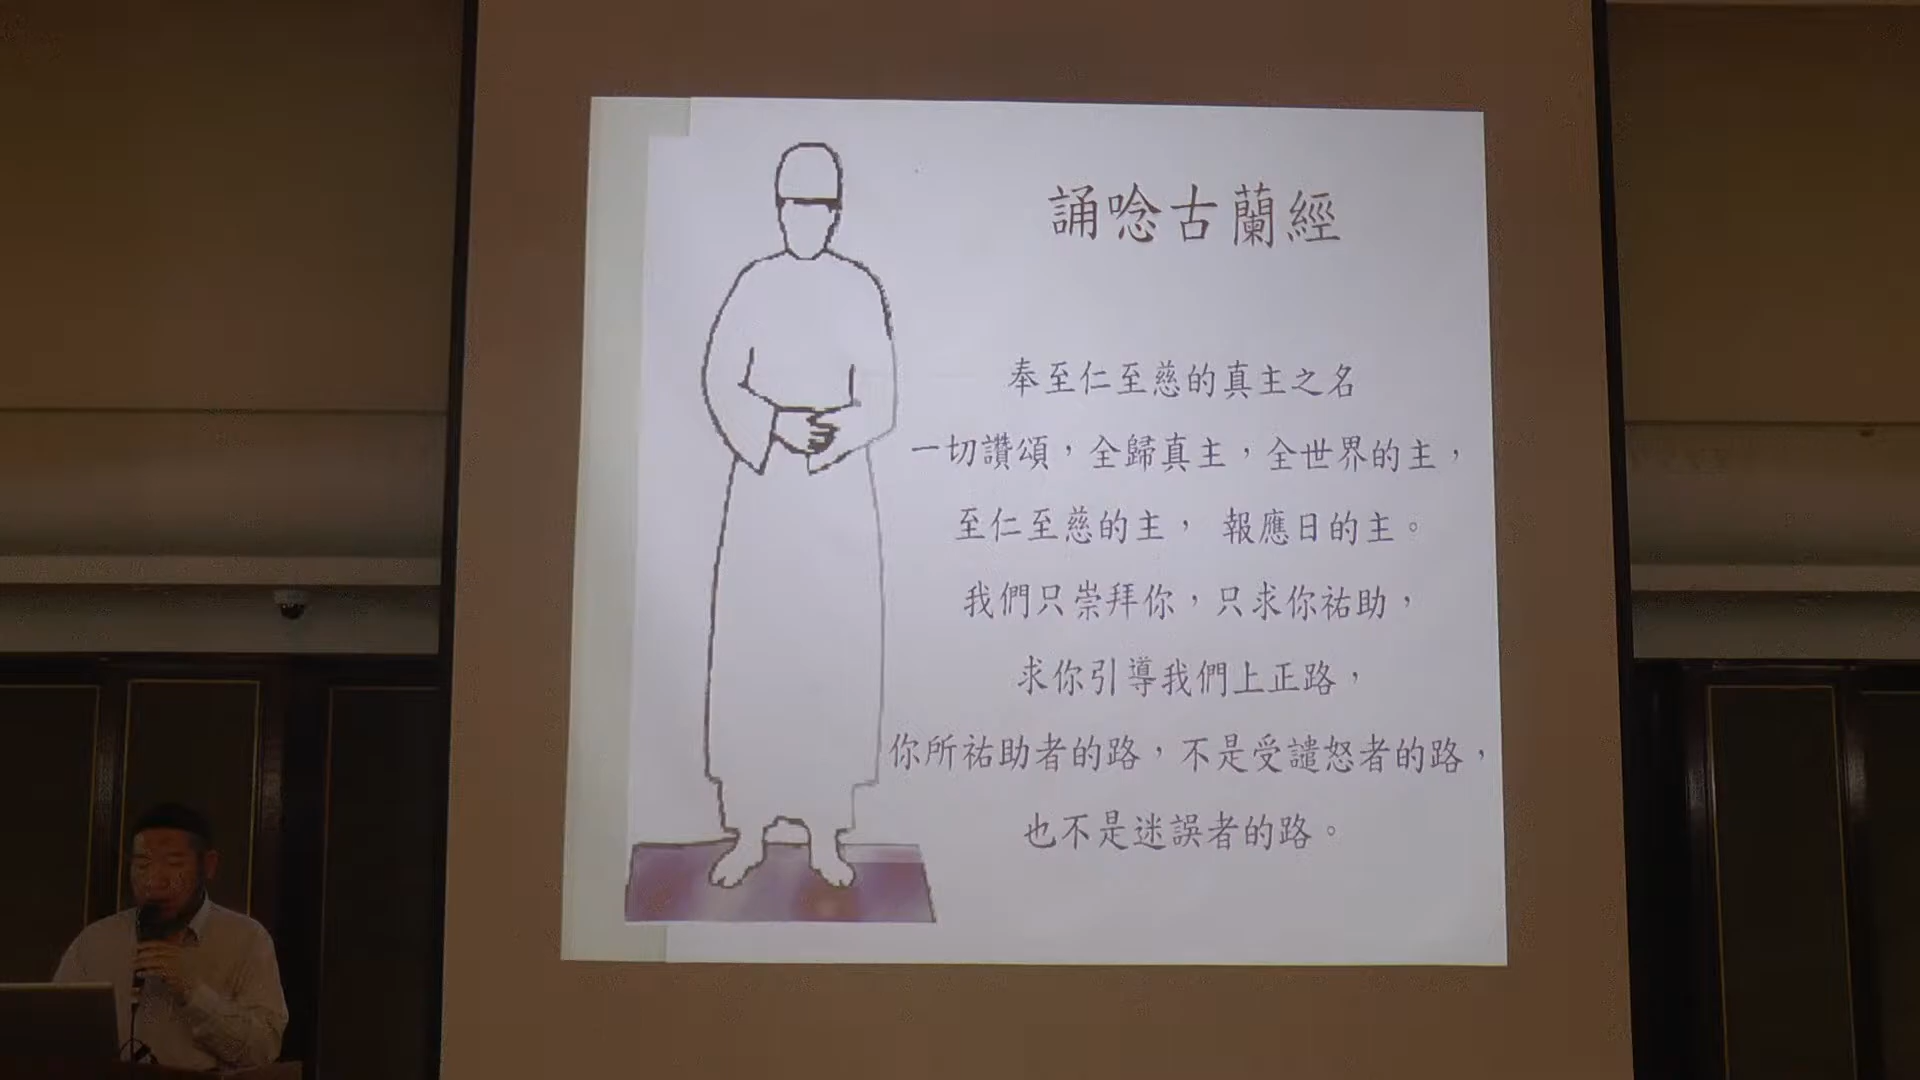 誦唸古蘭經
奉至仁至慈的真主之名
一切讚頌，全歸真主，全世界的主，
至仁至慈的主， 報應日的主。
我們只崇拜你，只求你祐助，
求你引導我們上正路，
你所祐助者的路，不是受譴怒者的路，
也不是迷誤者的路。